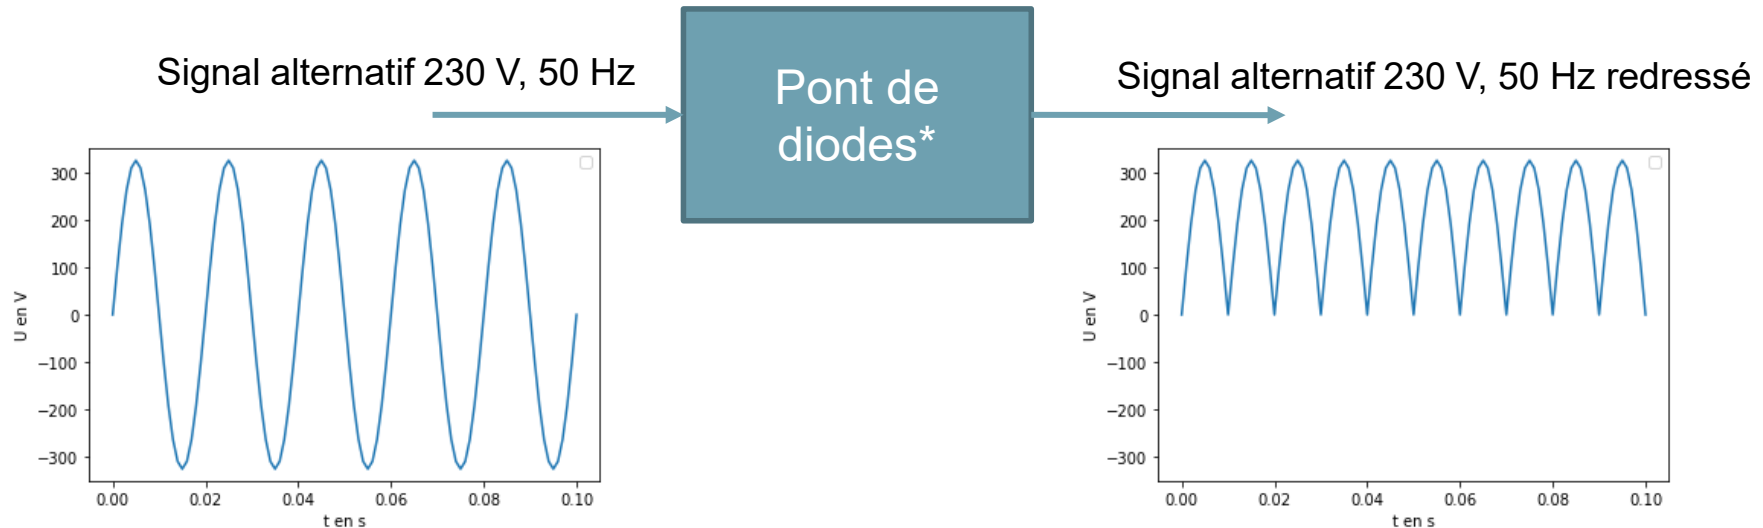 Signal alternatif 230 V, 50 Hz
Pont de
diodes*
Signal alternatif 230 V, 50 Hz redressé
300
200
100
0
−100
−200
−300
U en V
0.00 0.02 0.04 0.06 0.08 0.10
t en s
300
200
100
0
−100
−200
−300
U en V
0.00 0.02 0.04 0.06 0.08 0.10
t en s